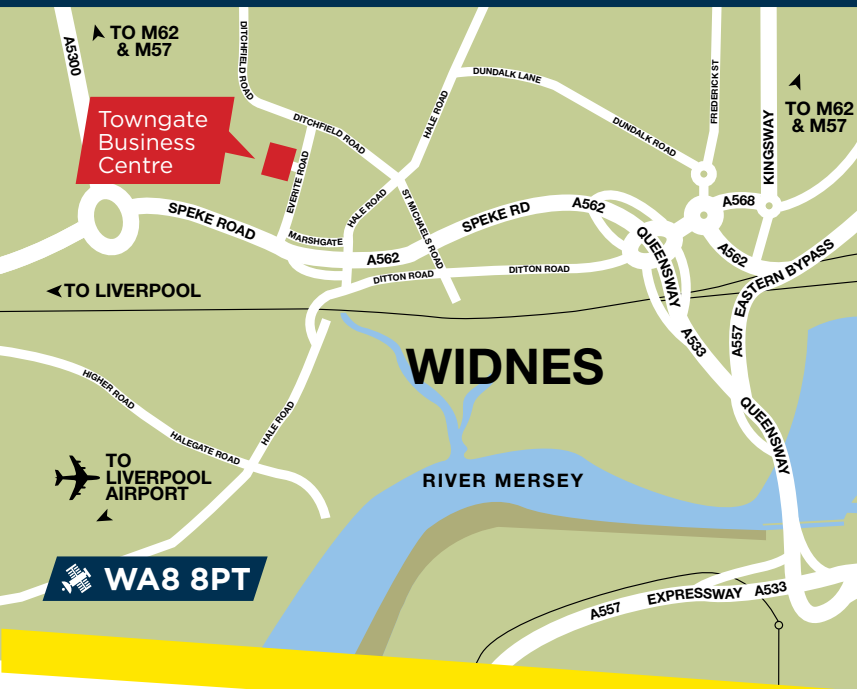 TO M62
& M57
A5300
DITCHFIELD ROAD
DUNDALK LANE
FREDERICK ST
KINGSWAY
TO M62
& M57
Towngate
Business
Centre
DITCHFIELD ROAD
HALE ROAD
DUNDALK ROAD
EVERITE ROAD
HALE ROAD
ST MICHAELS ROAD
SPEKE ROAD
MARSHGATE
SPEKE RD
A562
A568
A562
A562
QUEENSWAY
DITTON ROAD
DITTON ROAD
EASTERN BYPASS
A557
TO LIVERPOOL
A533
WIDNES
HIGHER ROAD
HALEGATE ROAD
HALE ROAD
QUEENSWAY
TO
LIVERPOOL
AIRPORT
RIVER MERSEY
WA8 8PT
A557
EXPRESSWAY
A533